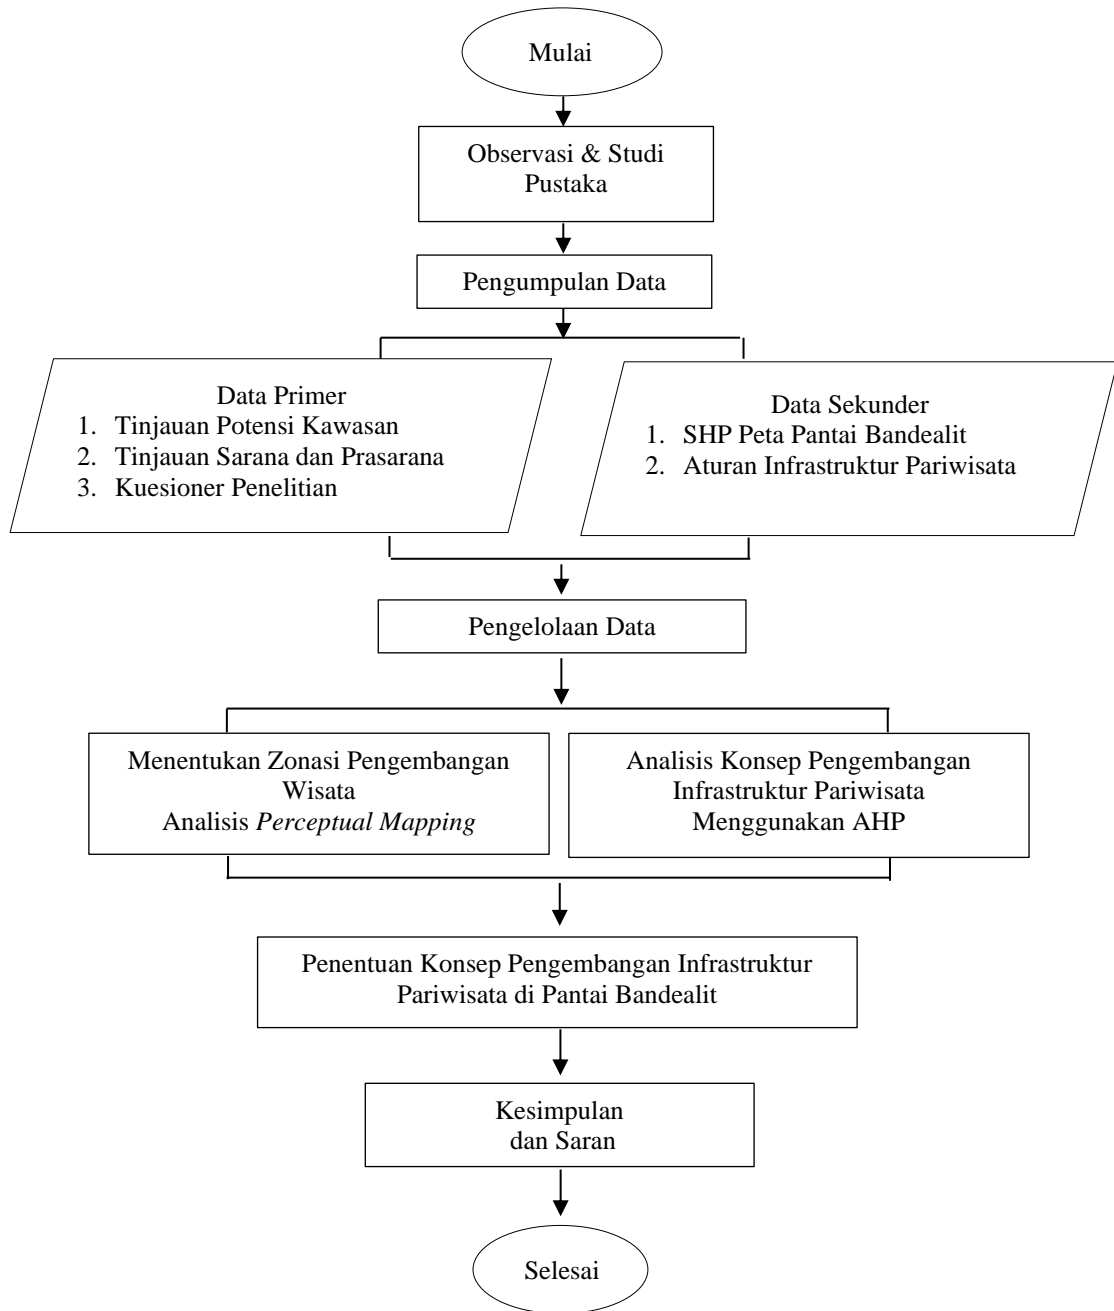 Mulai
Observasi & Studi
Pustaka
Pengumpulan Data
Data Primer
1. Tinjauan Potensi Kawasan
2. Tinjauan Sarana dan Prasarana
3. Kuesioner Penelitian
Data Sekunder
1. SHP Peta Pantai Bandealit
2. Aturan Infrastruktur Pariwisata
Pengelolaan Data
Menentukan Zonasi Pengembangan
Wisata
Analisis Perceptual Mapping
Analisis Konsep Pengembangan
Infrastruktur Pariwisata
Menggunakan AHP
Penentuan Konsep Pengembangan Infrastruktur
Pariwisata di Pantai Bandealit
Kesimpulan
dan Saran
Selesai